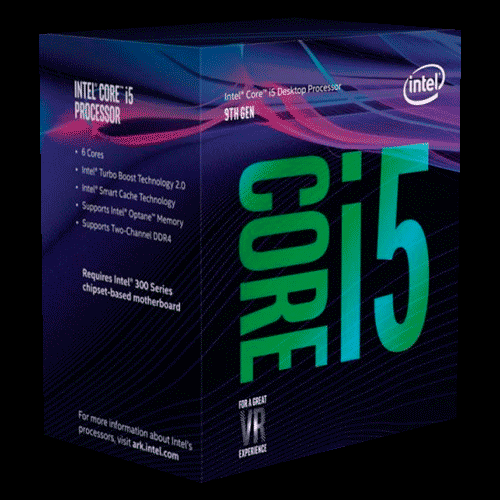 INTEL® CORE™ i5
PROCESSOR
• 6 Cores
• Intel® Turbo Boost Technology 2.0
• Intel® Smart Cache Technology
• Supports Intel® Optane™ Memory
• Supports Two-Channel DDR4
Requires Intel® 300 Series
chipset-based motherboard
For more information about Intel's
processors, visit ark.intel.com
Intel® Core™ i5 Desktop Processor
9TH GEN
intel
CORE i5
FOR A GREAT
VR
EXPERIENCE